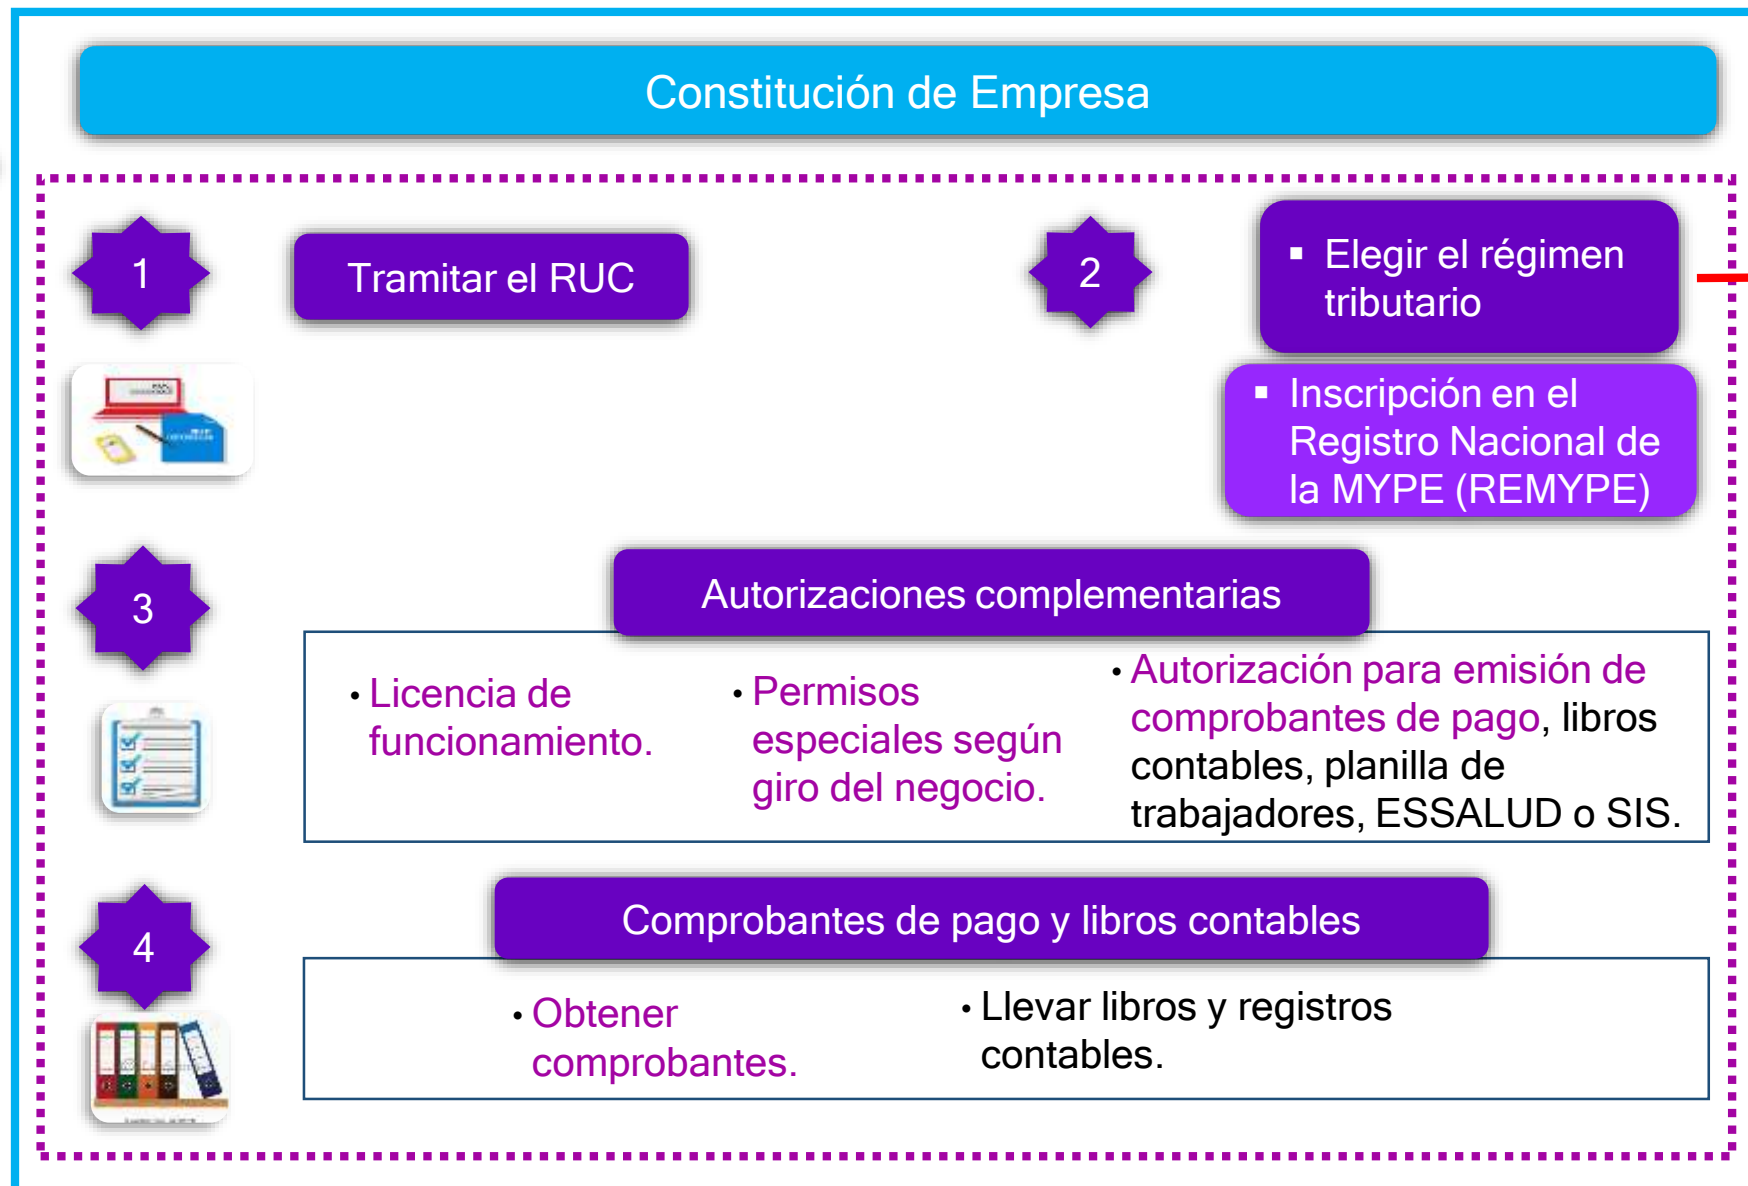 Constitución de Empresa
1
Tramitar el RUC
2
▪ Elegir el régimen
tributario
▪ Inscripción en el
Registro Nacional de
la MYPE (REMYPE)
3
Autorizaciones complementarias
• Licencia de
funcionamiento.
• Permisos
especiales según
giro del negocio.
• Autorización para emisión de
comprobantes de pago, libros
contables, planilla de
trabajadores, ESSALUD o SIS.
4
Comprobantes de pago y libros contables
• Obtener
comprobantes.
• Llevar libros y registros
contables.